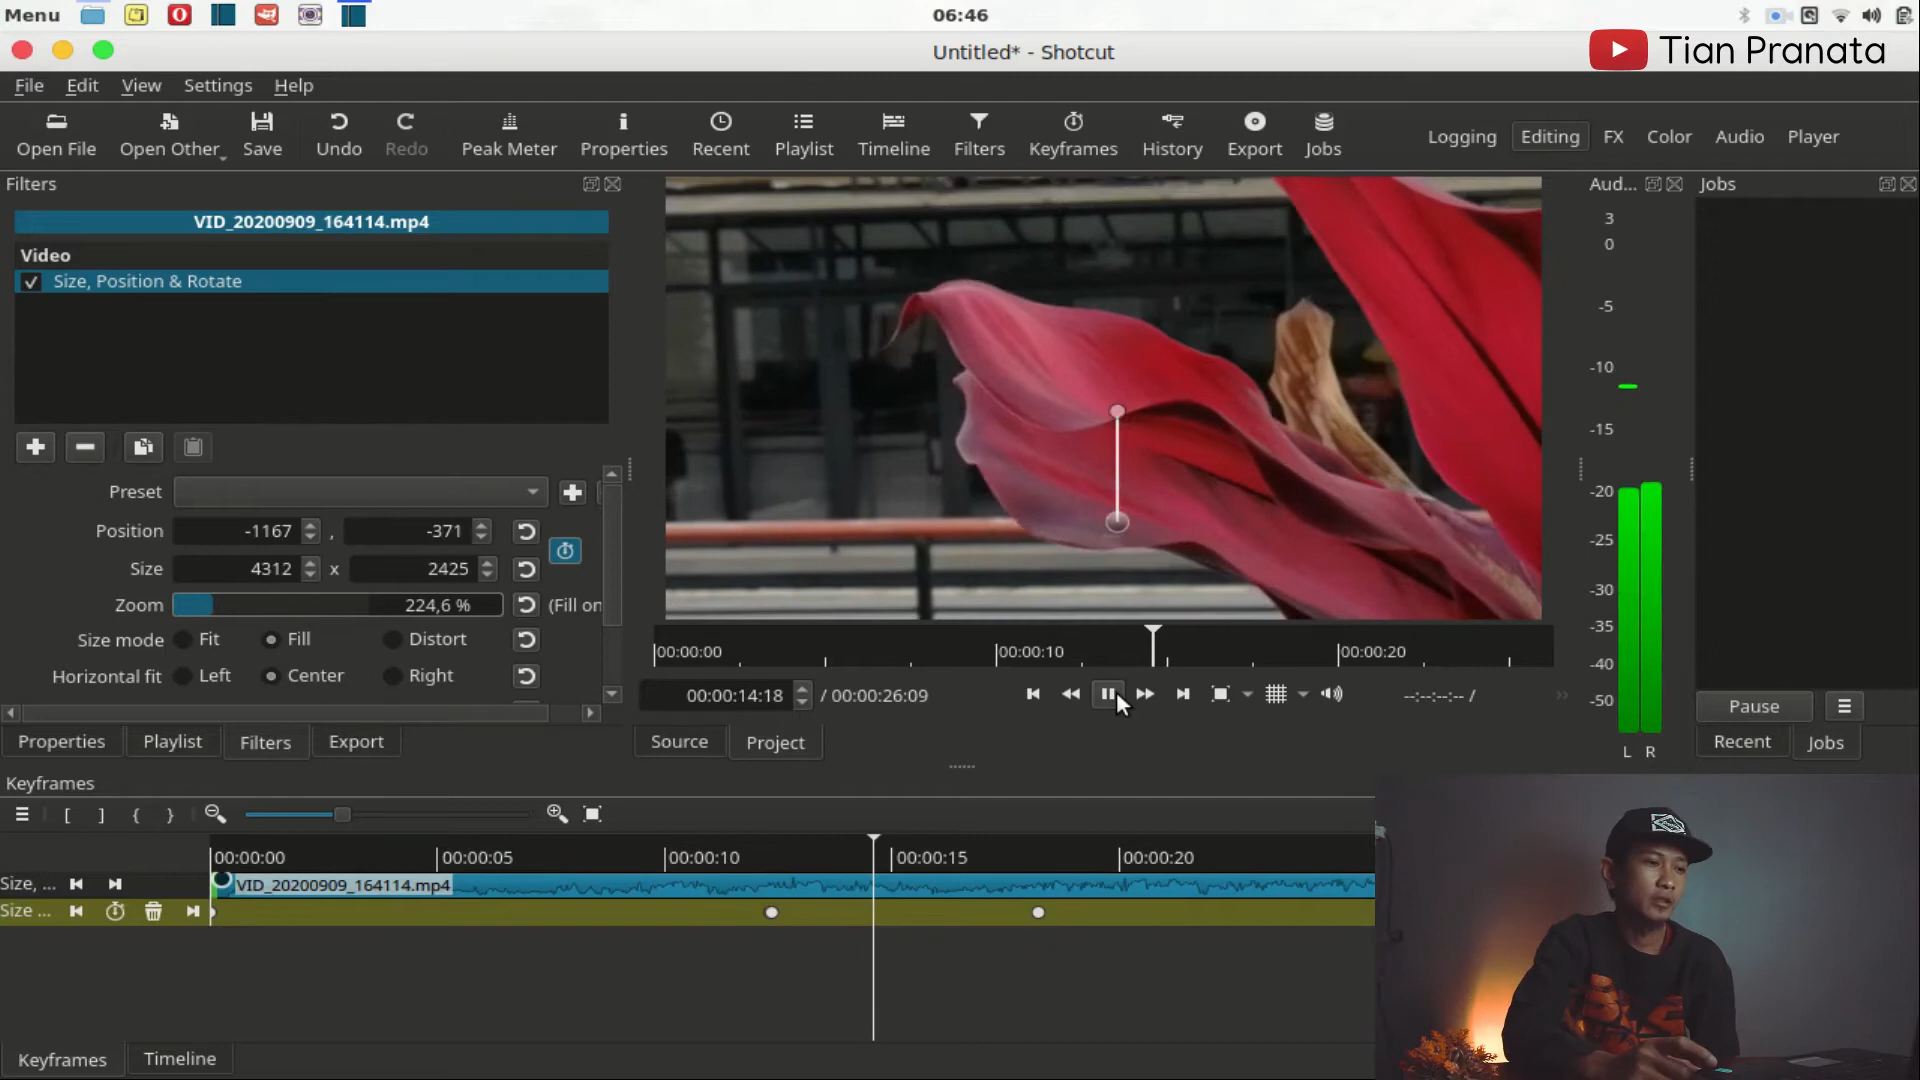 Menu
06:46
Untitled* - Shotcut
Tian Pranata
File Edit View Settings Help
Open File Open Other Save Undo Redo Peak Meter Properties Recent Playlist Timeline Filters Keyframes History Export Jobs
Logging Editing FX Color Audio Player
Filters
Aud...
Jobs
VID_20200909_164114.mp4
Video
Size, Position & Rotate
Preset
Position -1167 , -371
Size 4312 x 2425
Zoom 224,6 % (Fill on
Size mode Fit Fill Distort
Horizontal fit Left Center Right
3
0
-5
-10
-15
-20
-25
-30
-35
-40
-50
L R
00:00:00 00:00:10 00:00:20
00:00:14:18 / 00:00:26:09
--:--:--:-- /
Pause
Properties Playlist Filters Export
Source Project
Recent Jobs
Keyframes
[ ] { }
00:00:00 00:00:05 00:00:10 00:00:15 00:00:20
Size, ... VID_20200909_164114.mp4
Size ...
Keyframes Timeline